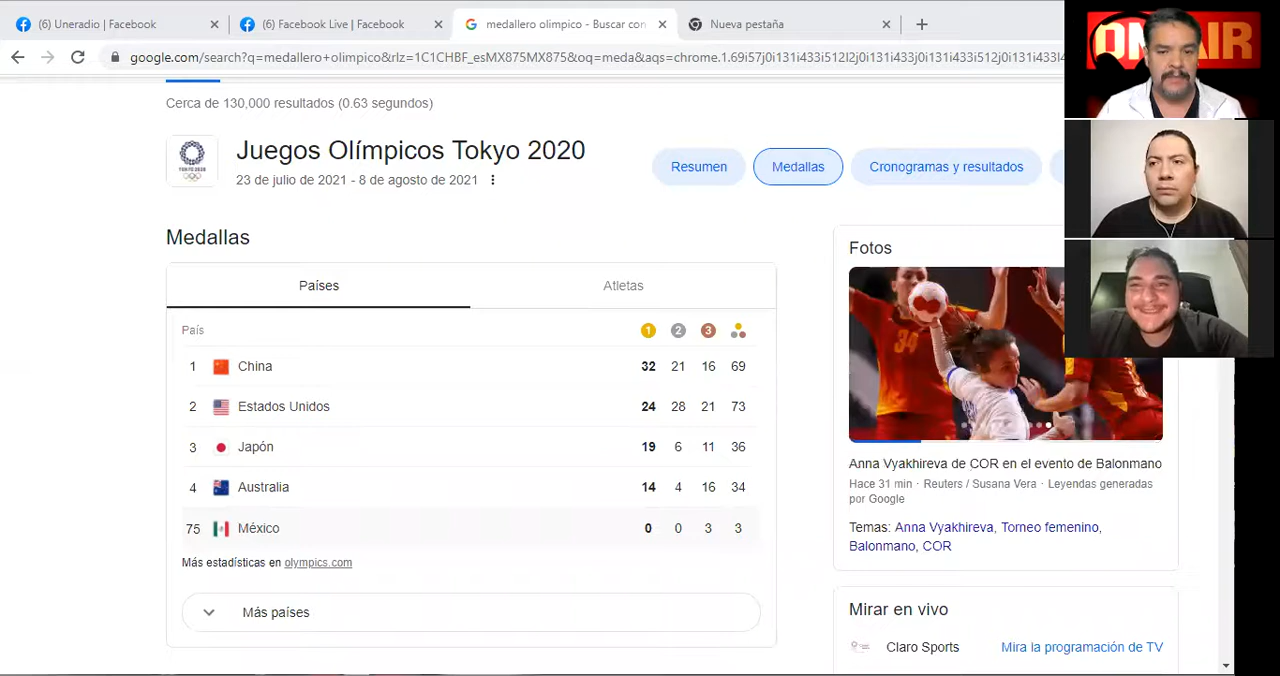 (6) Uneradio | Facebook
(6) Facebook Live | Facebook
medallero olimpico - Buscar con
Nueva pestaña
google.com/search?q=medallero+olimpico&rlz=1C1CHBF_esMX875MX875&oq=meda&aqs=chrome.1.69i57j0i131i433i512l2j0i131i433j0i131i433i512j0i131i433l4
ON AIR
Cerca de 130,000 resultados (0.63 segundos)
TOKYO 2020
Juegos Olímpicos Tokyo 2020
23 de julio de 2021 - 8 de agosto de 2021
Resumen
Medallas
Cronogramas y resultados
Medallas
Países
Atletas
País 1 2 3
1 China 32 21 16 69
2 Estados Unidos 24 28 21 73
3 Japón 19 6 11 36
4 Australia 14 4 16 34
75 México 0 0 3 3
Más estadísticas en olympics.com
Más países
Fotos
34
Anna Vyakhireva de COR en el evento de Balonmano
Hace 31 min · Reuters / Susana Vera · Leyendas generadas
por Google
Temas: Anna Vyakhireva, Torneo femenino,
Balonmano, COR
Mirar en vivo
Claro Sports
Mira la programación de TV